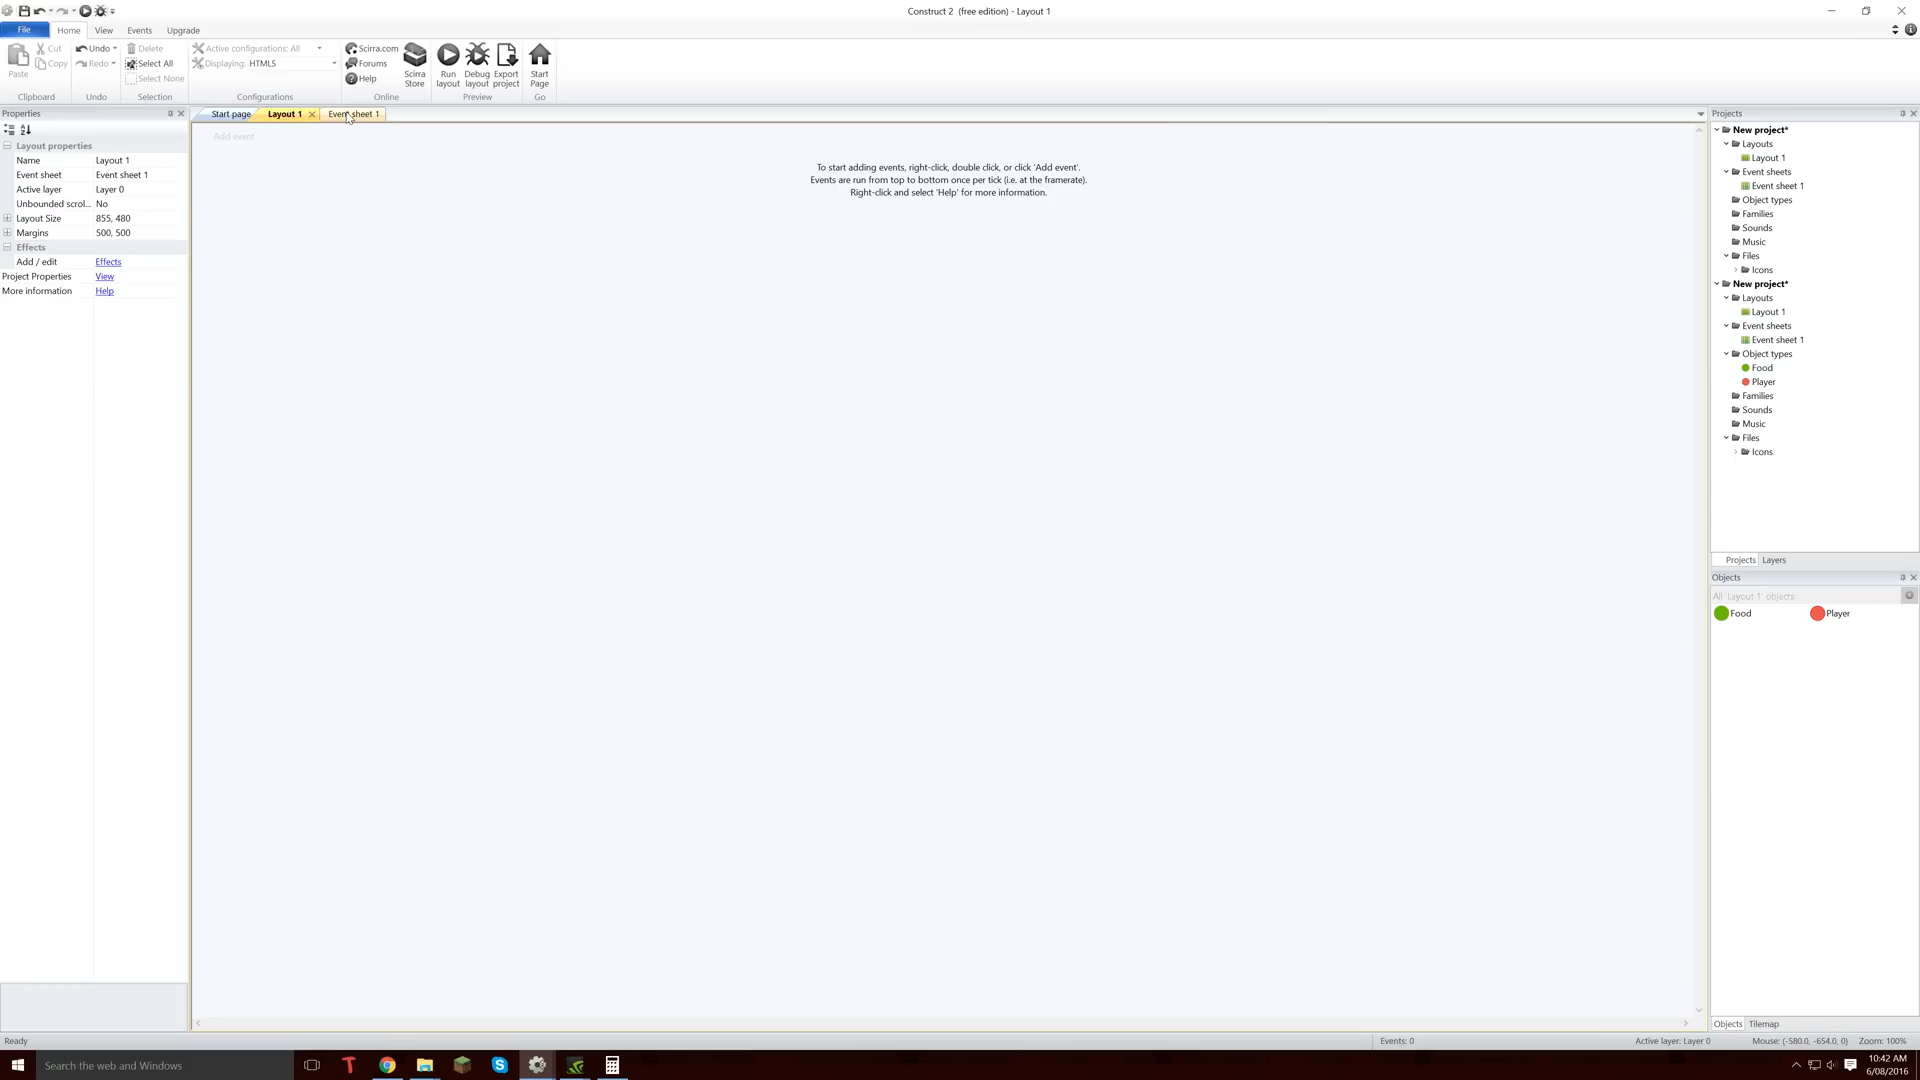 Construct 2  (free edition) - Layout 1
File Home View Events Upgrade
Paste Cut Copy Clipboard
Undo Redo Undo
Delete Select All Select None Selection
Active configurations: All
Displaying: HTML5
Configurations
Scirra.com Forums Help Scirra Store Online
Run layout Debug layout Export project Preview
Start Page Go
Properties
Start page Layout 1 Event sheet 1
Layout properties
Name Layout 1
Event sheet Event sheet 1
Active layer Layer 0
Unbounded scrol... No
Layout Size 855, 480
Margins 500, 500
Effects
Add / edit Effects
Project Properties View
More information Help
Add event
To start adding events, right-click, double click, or click 'Add event'.
Events are run from top to bottom once per tick (i.e. at the framerate).
Right-click and select 'Help' for more information.
Projects
New project*
Layouts
Layout 1
Event sheets
Event sheet 1
Object types
Families
Sounds
Music
Files
Icons
New project*
Layouts
Layout 1
Event sheets
Event sheet 1
Object types
Food
Player
Families
Sounds
Music
Files
Icons
Projects Layers
Objects
All 'Layout 1' objects
Food Player
Objects Tilemap
Ready Events: 0 Active layer: Layer 0 Mouse: (-580.0, -654.0, 0) Zoom: 100%
Search the web and Windows
10:42 AM
6/08/2016